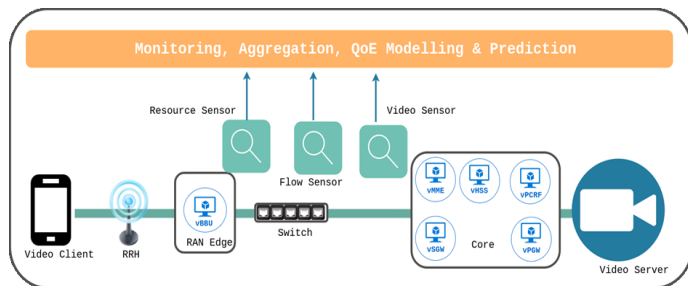 Monitoring, Aggregation, QoE Modelling & Prediction
Resource Sensor
Video Sensor
Flow Sensor
vMME
vHSS
vPCRF
vBBU
RAN Edge
Switch
vSGW
Core
vPGW
Video Client
RRH
Video Server